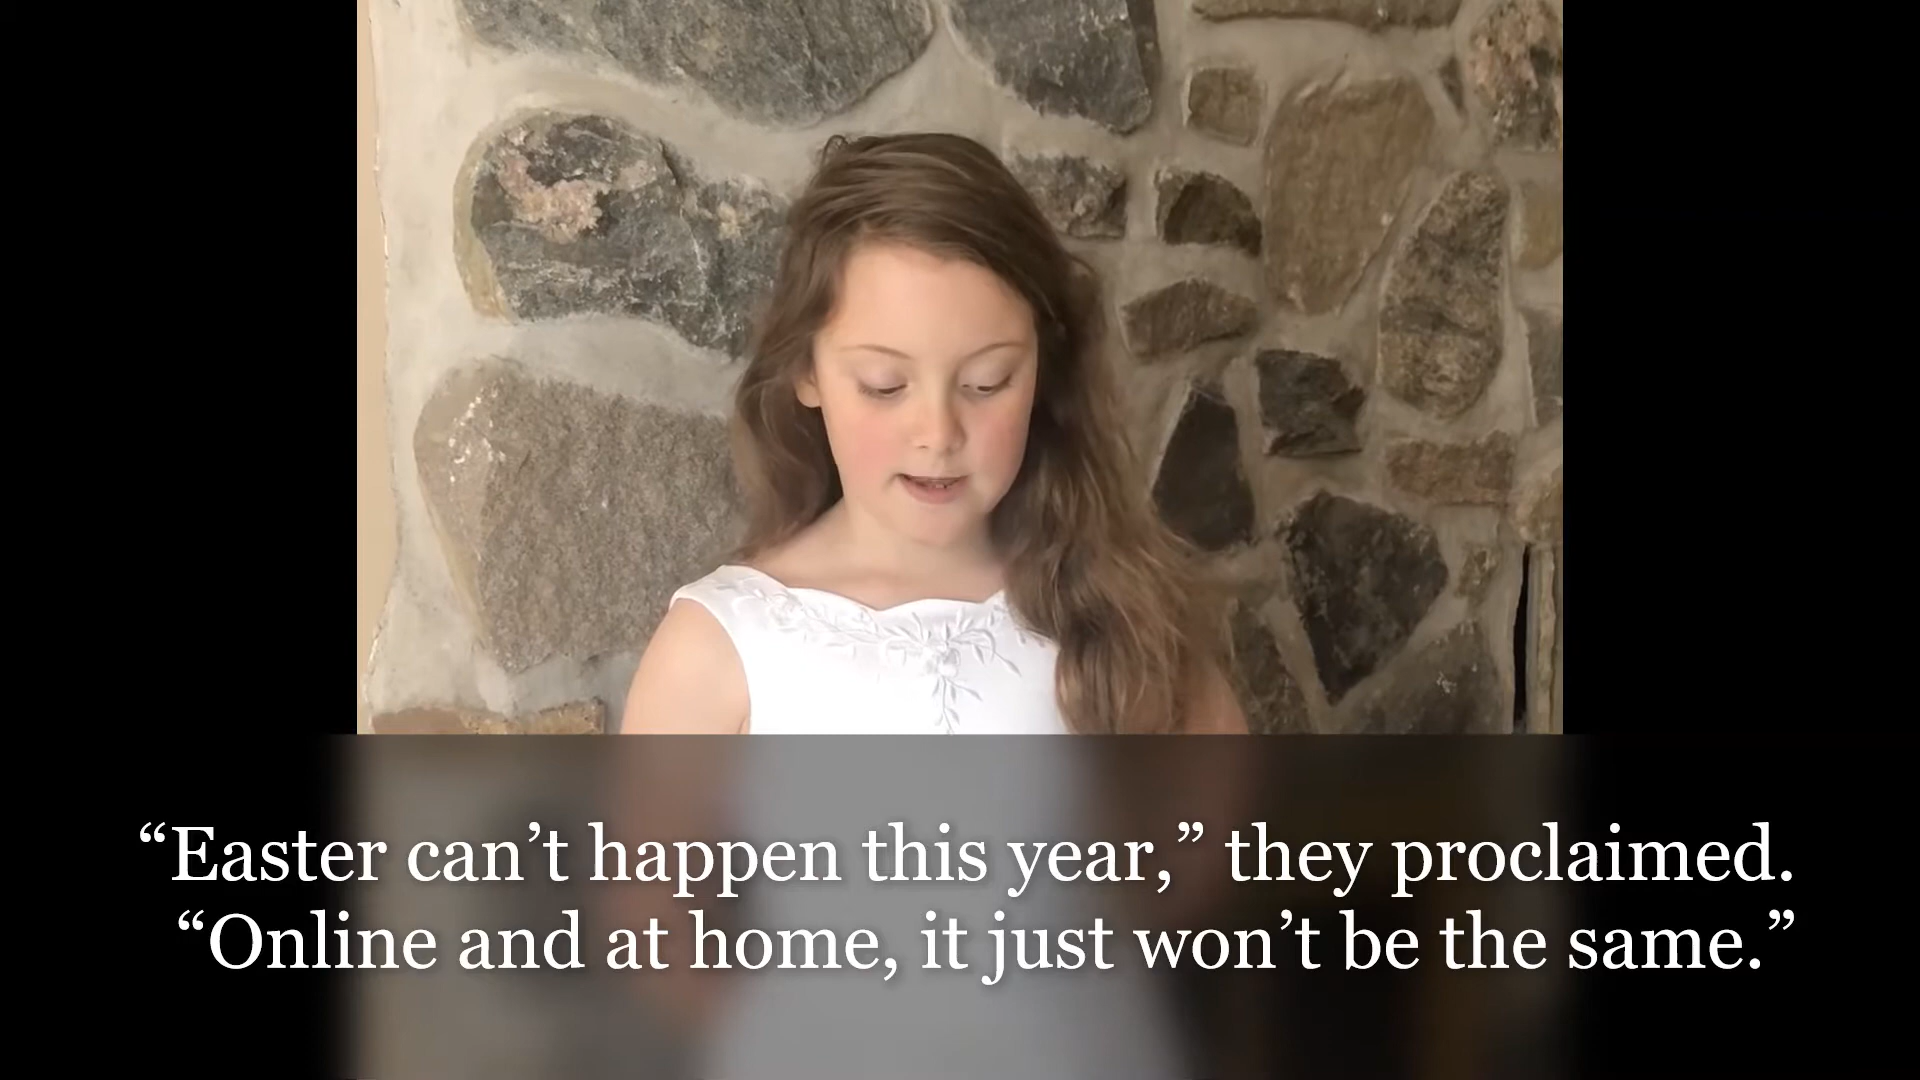 “Easter can’t happen this year,” they proclaimed.
“Online and at home, it just won’t be the same.”